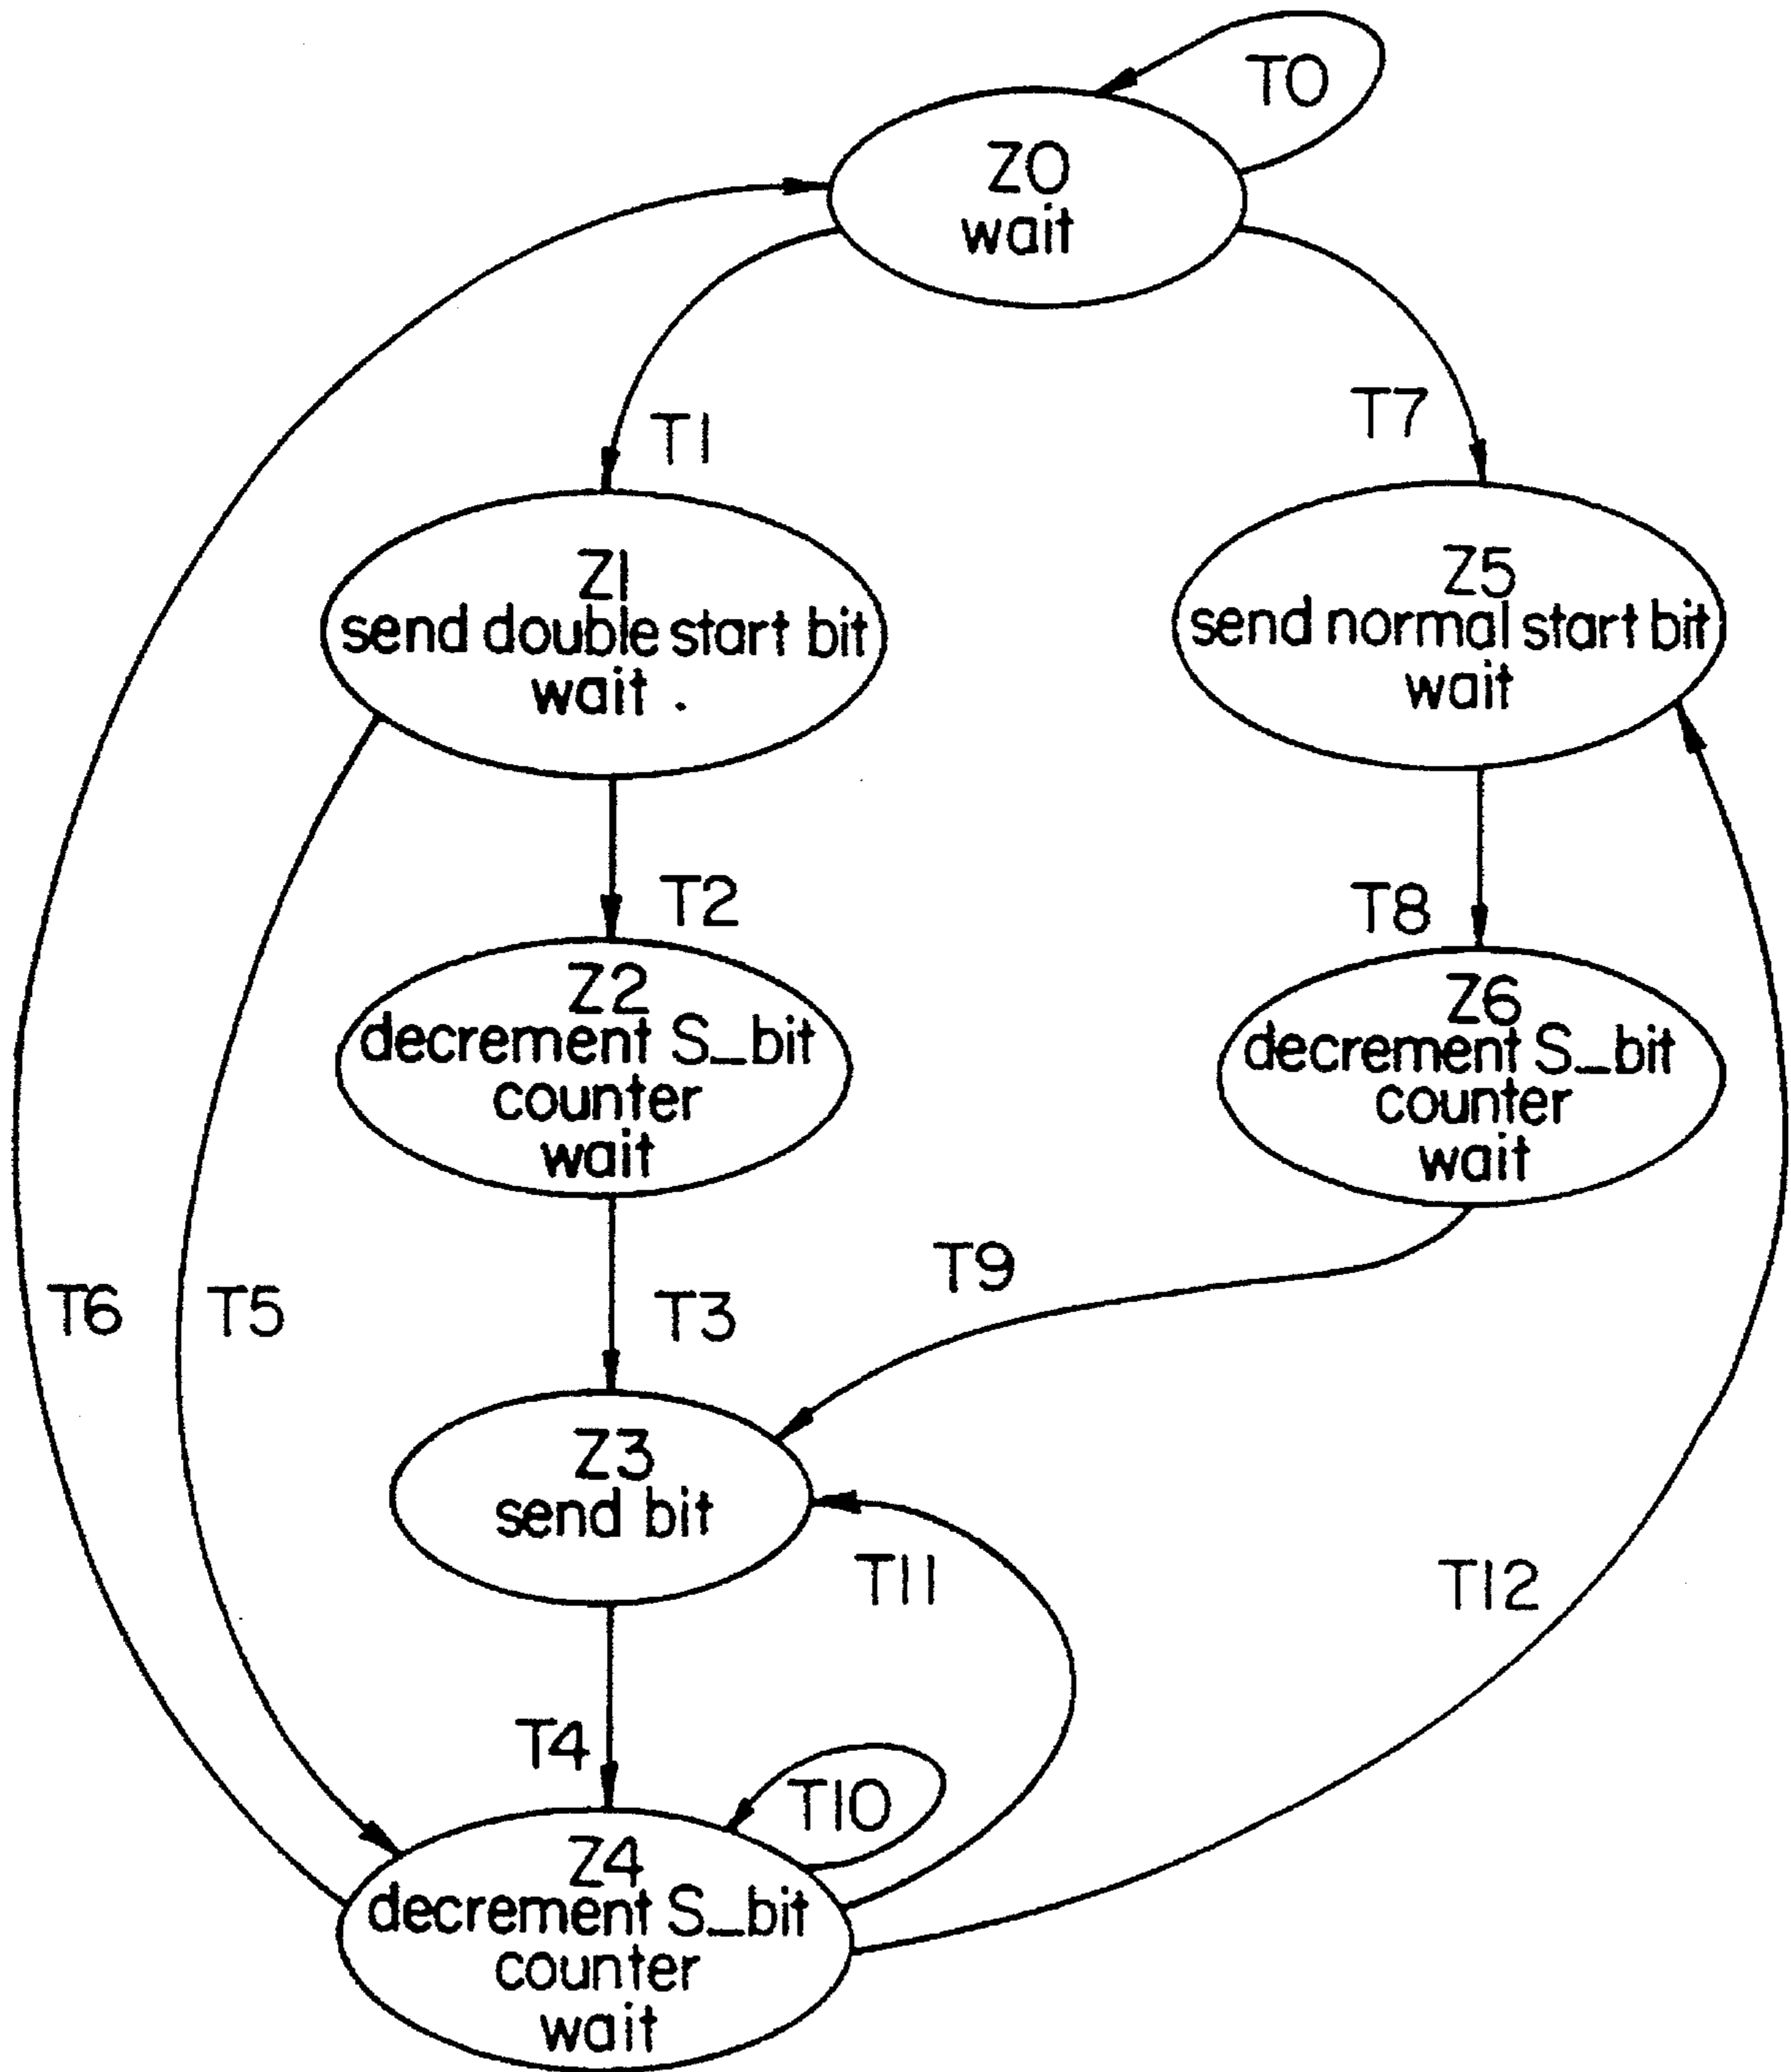 T0
Z0
wait
T1
T7
Z1
send double start bit
wait
Z5
send normal start bit
wait
T2
T8
Z2
decrement S_bit
counter
wait
Z6
decrement S_bit
counter
wait
T9
T6
T5
T3
Z3
send bit
T11
T12
T4
T10
Z4
decrement S_bit
counter
wait